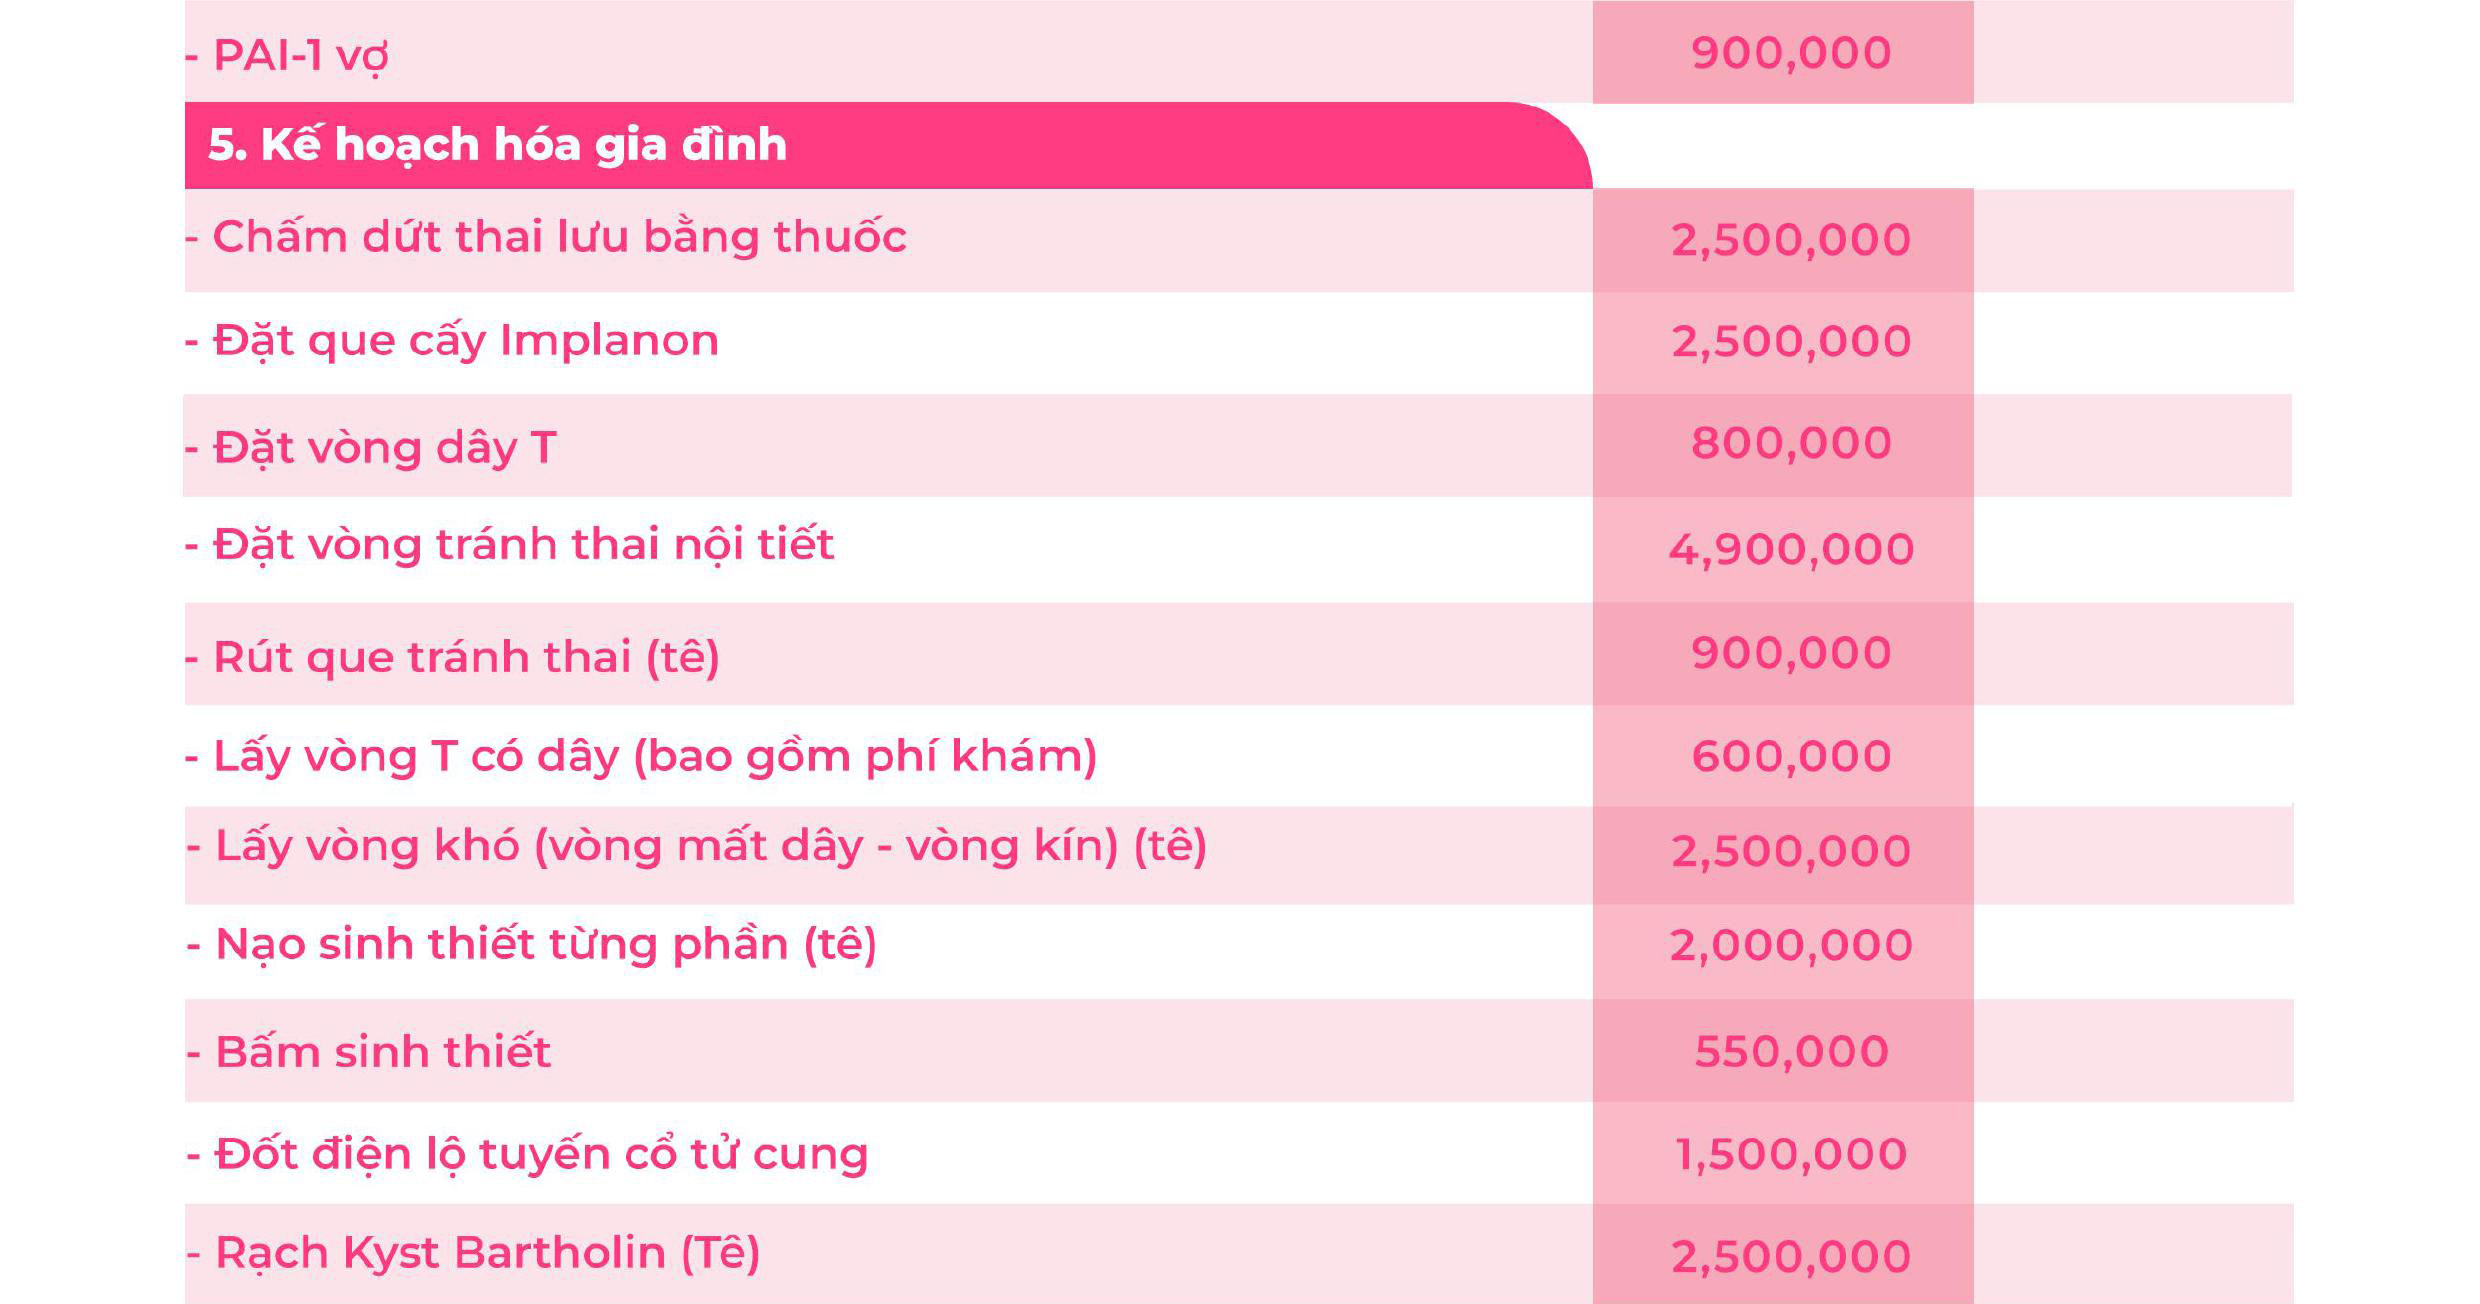 - PAI-1 vợ 900,000
5. Kế hoạch hóa gia đình
- Chấm dứt thai lưu bằng thuốc 2,500,000
- Đặt que cấy Implanon 2,500,000
- Đặt vòng dây T 800,000
- Đặt vòng tránh thai nội tiết 4,900,000
- Rút que tránh thai (tê) 900,000
- Lấy vòng T có dây (bao gồm phí khám) 600,000
- Lấy vòng khó (vòng mất dây - vòng kín) (tê) 2,500,000
- Nạo sinh thiết từng phần (tê) 2,000,000
- Bấm sinh thiết 550,000
- Đốt điện lộ tuyến cổ tử cung 1,500,000
- Rạch Kyst Bartholin (Tê) 2,500,000